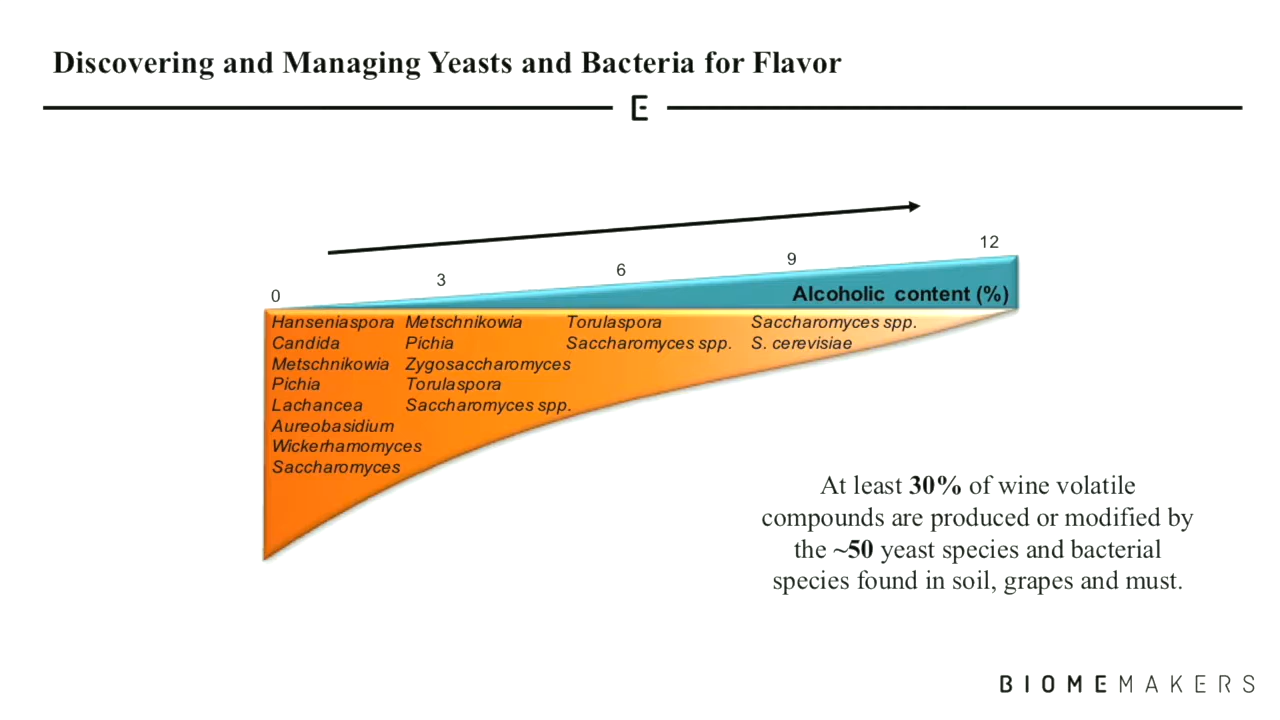 Discovering and Managing Yeasts and Bacteria for Flavor
E
0
3
6
9
12
Alcoholic content (%)
Hanseniaspora Metschnikowia Torulaspora Saccharomyces spp.
Candida Pichia Saccharomyces spp. S. cerevisiae
Metschnikowia Zygosaccharomyces
Pichia Torulaspora
Lachancea Saccharomyces spp.
Aureobasidium
Wickerhamomyces
Saccharomyces
At least 30% of wine volatile
compounds are produced or modified by
the ~50 yeast species and bacterial
species found in soil, grapes and must.
BIOMEMAKERS